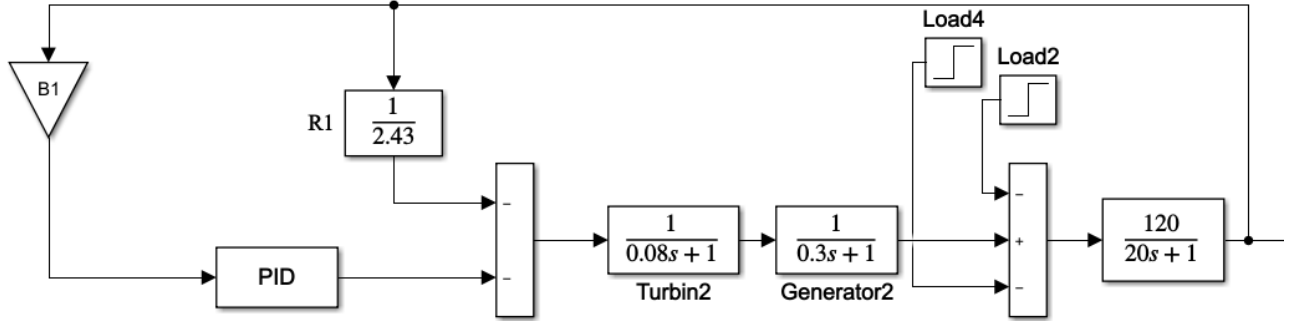 Load4
Load2
B1
R1
1
2.43
PID
-
-
1
0.08s + 1
Turbin2
1
0.3s + 1
Generator2
-
+
-
120
20s + 1